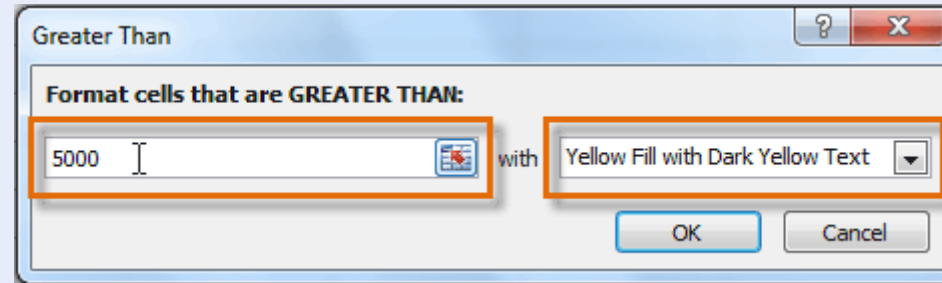 Greater Than
?
X
Format cells that are GREATER THAN:
5000 with Yellow Fill with Dark Yellow Text
OK Cancel